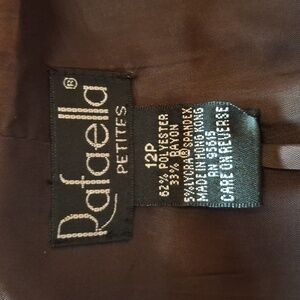 Rafaella®
PETITES
12P
62% POLYESTER
33% RAYON
5% LYCRA® SPANDEX
MADE IN HONG KONG
RN 95615
CARE ON REVERSE